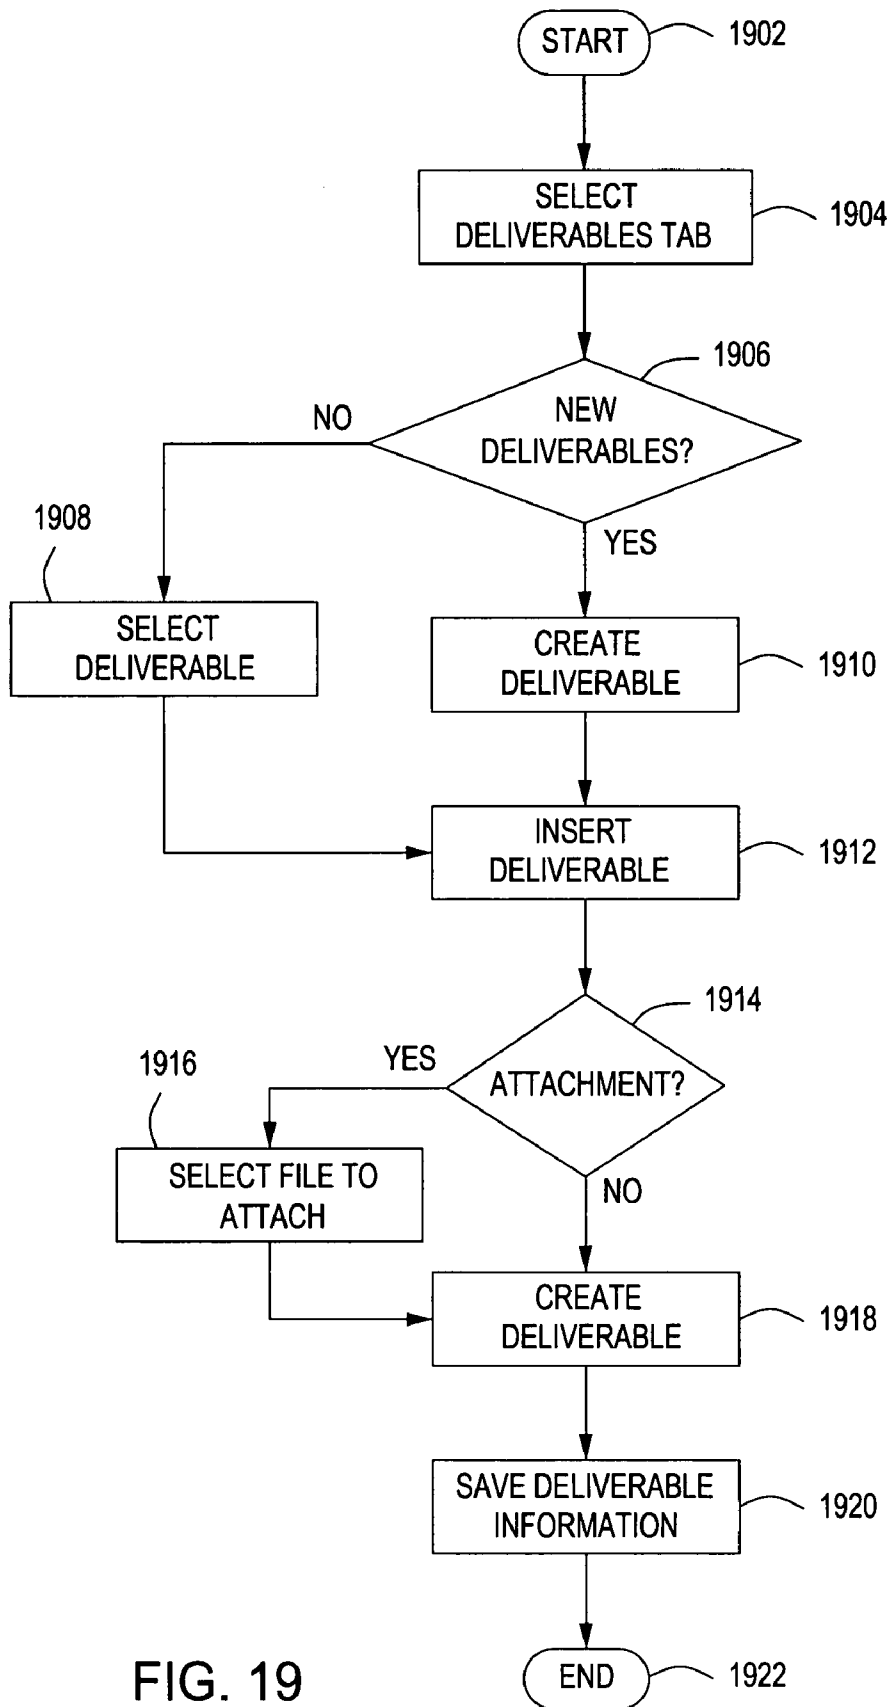 START
1902
SELECT
DELIVERABLES TAB
1904
1906
NEW
DELIVERABLES?
NO
YES
1908
SELECT
DELIVERABLE
CREATE
DELIVERABLE
1910
INSERT
DELIVERABLE
1912
1914
ATTACHMENT?
YES
1916
SELECT FILE TO
ATTACH
NO
CREATE
DELIVERABLE
1918
SAVE DELIVERABLE
INFORMATION
1920
END
1922
FIG. 19